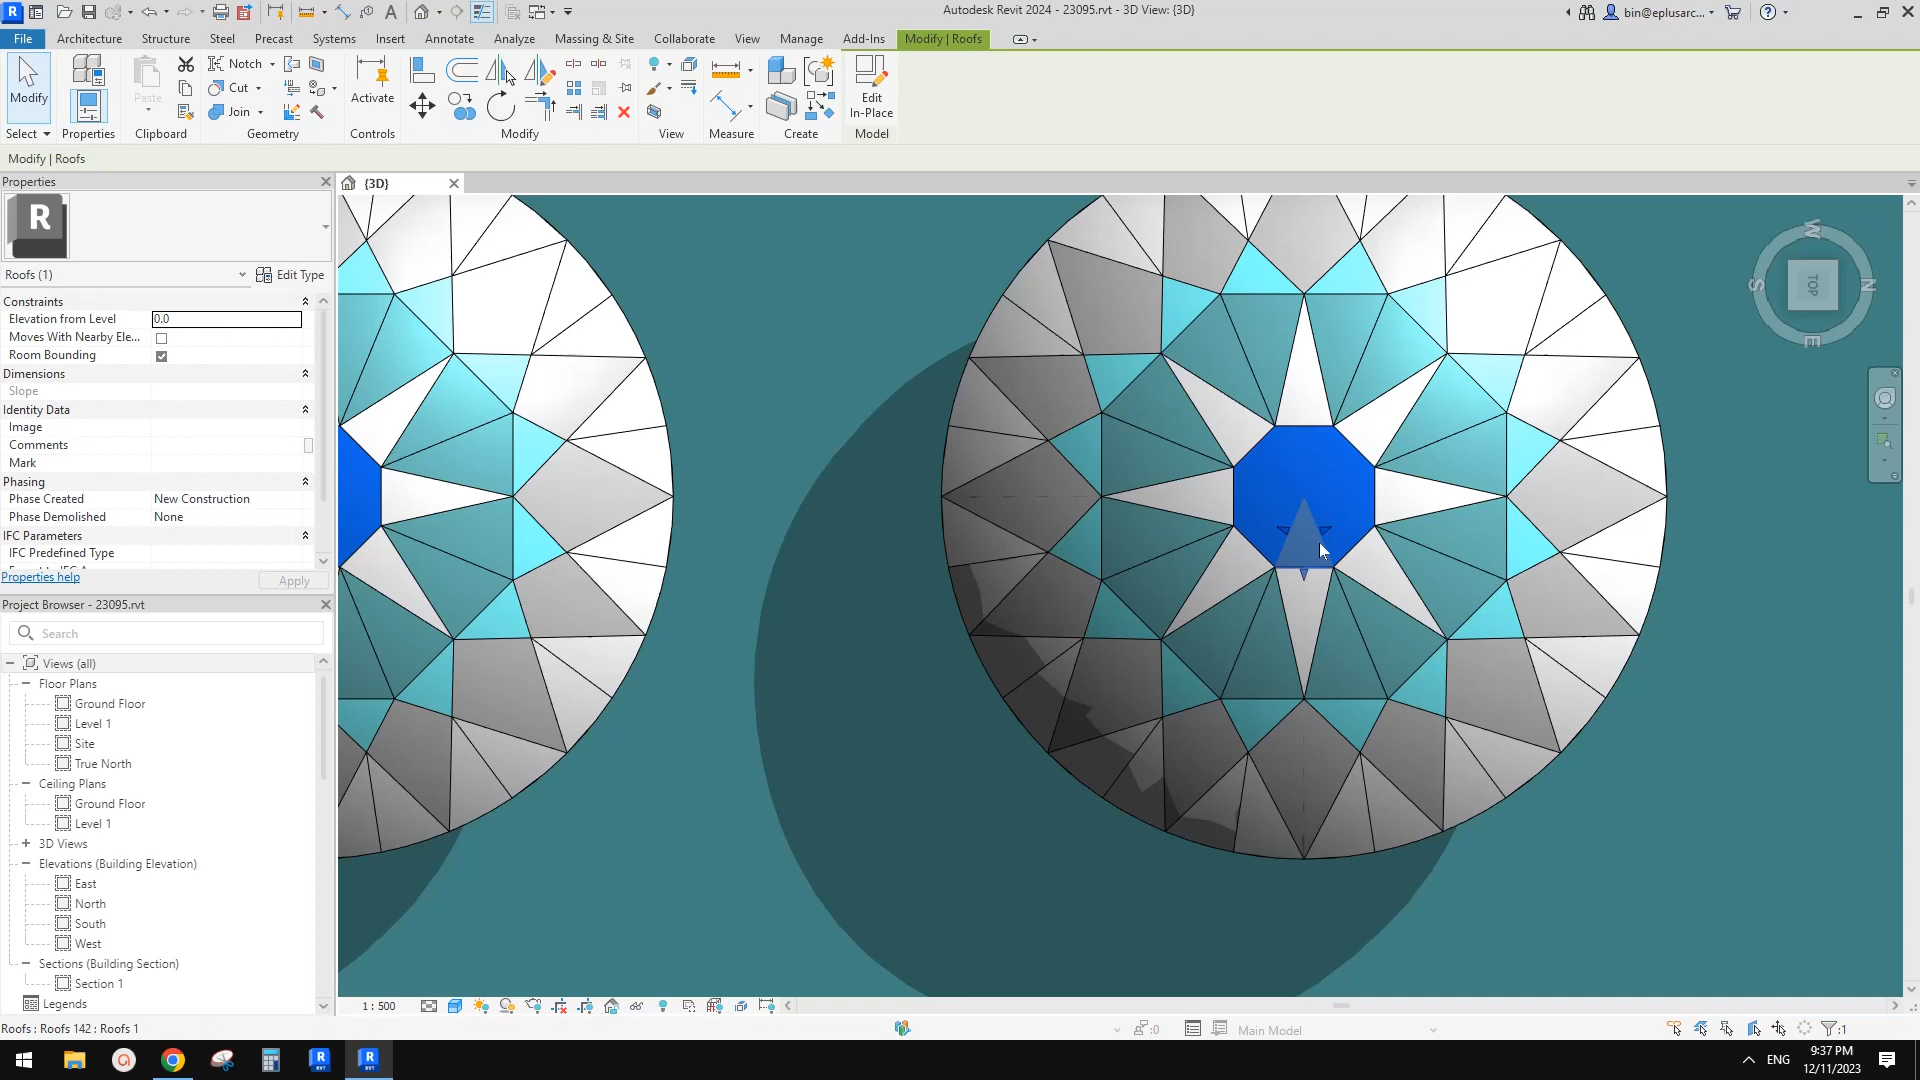 Autodesk Revit 2024 - 23095.rvt - 3D View: {3D}
bin@eplusarc...
File Architecture Structure Steel Precast Systems Insert Annotate Analyze Massing & Site Collaborate View Manage Add-Ins Modify | Roofs
Modify
Paste
Notch
Cut
Join
Activate
Edit
In-Place
Select Properties Clipboard Geometry Controls Modify View Measure Create Model
Modify | Roofs
Properties
{3D}
R
Roofs (1)
Edit Type
Constraints
Elevation from Level 0.0
Moves With Nearby Ele...
Room Bounding
Dimensions
Slope
Identity Data
Image
Comments
Mark
Phasing
Phase Created New Construction
Phase Demolished None
IFC Parameters
IFC Predefined Type
Properties help
Apply
Project Browser - 23095.rvt
Search
Views (all)
Floor Plans
Ground Floor
Level 1
Site
True North
Ceiling Plans
Ground Floor
Level 1
3D Views
Elevations (Building Elevation)
East
North
South
West
Sections (Building Section)
Section 1
Legends
W
S
TOP
N
E
1 : 500
Roofs : Roofs 142 : Roofs 1
:0
Main Model
:1
ENG
9:37 PM
12/11/2023